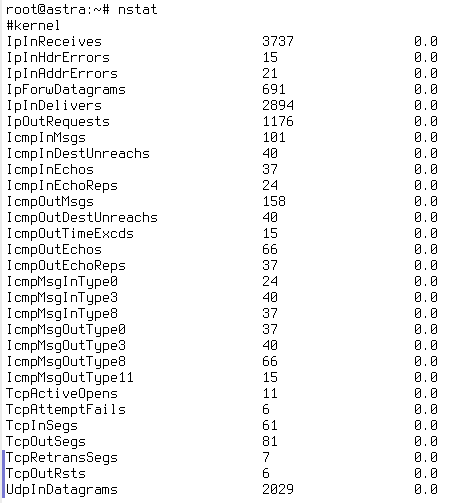 root@astra:~# nstat
#kernel
IpInReceives 3737 0.0
IpInHdrErrors 15 0.0
IpInAddrErrors 21 0.0
IpForwDatagrams 691 0.0
IpInDelivers 2894 0.0
IpOutRequests 1176 0.0
IcmpInMsgs 101 0.0
IcmpInDestUnreachs 40 0.0
IcmpInEchos 37 0.0
IcmpInEchoReps 24 0.0
IcmpOutMsgs 158 0.0
IcmpOutDestUnreachs 40 0.0
IcmpOutTimeExcds 15 0.0
IcmpOutEchos 66 0.0
IcmpOutEchoReps 37 0.0
IcmpMsgInType0 24 0.0
IcmpMsgInType3 40 0.0
IcmpMsgInType8 37 0.0
IcmpMsgOutType0 37 0.0
IcmpMsgOutType3 40 0.0
IcmpMsgOutType8 66 0.0
IcmpMsgOutType11 15 0.0
TcpActiveOpens 11 0.0
TcpAttemptFails 6 0.0
TcpInSegs 61 0.0
TcpOutSegs 81 0.0
TcpRetransSegs 7 0.0
TcpOutRsts 6 0.0
UdpInDatagrams 2029 0.0